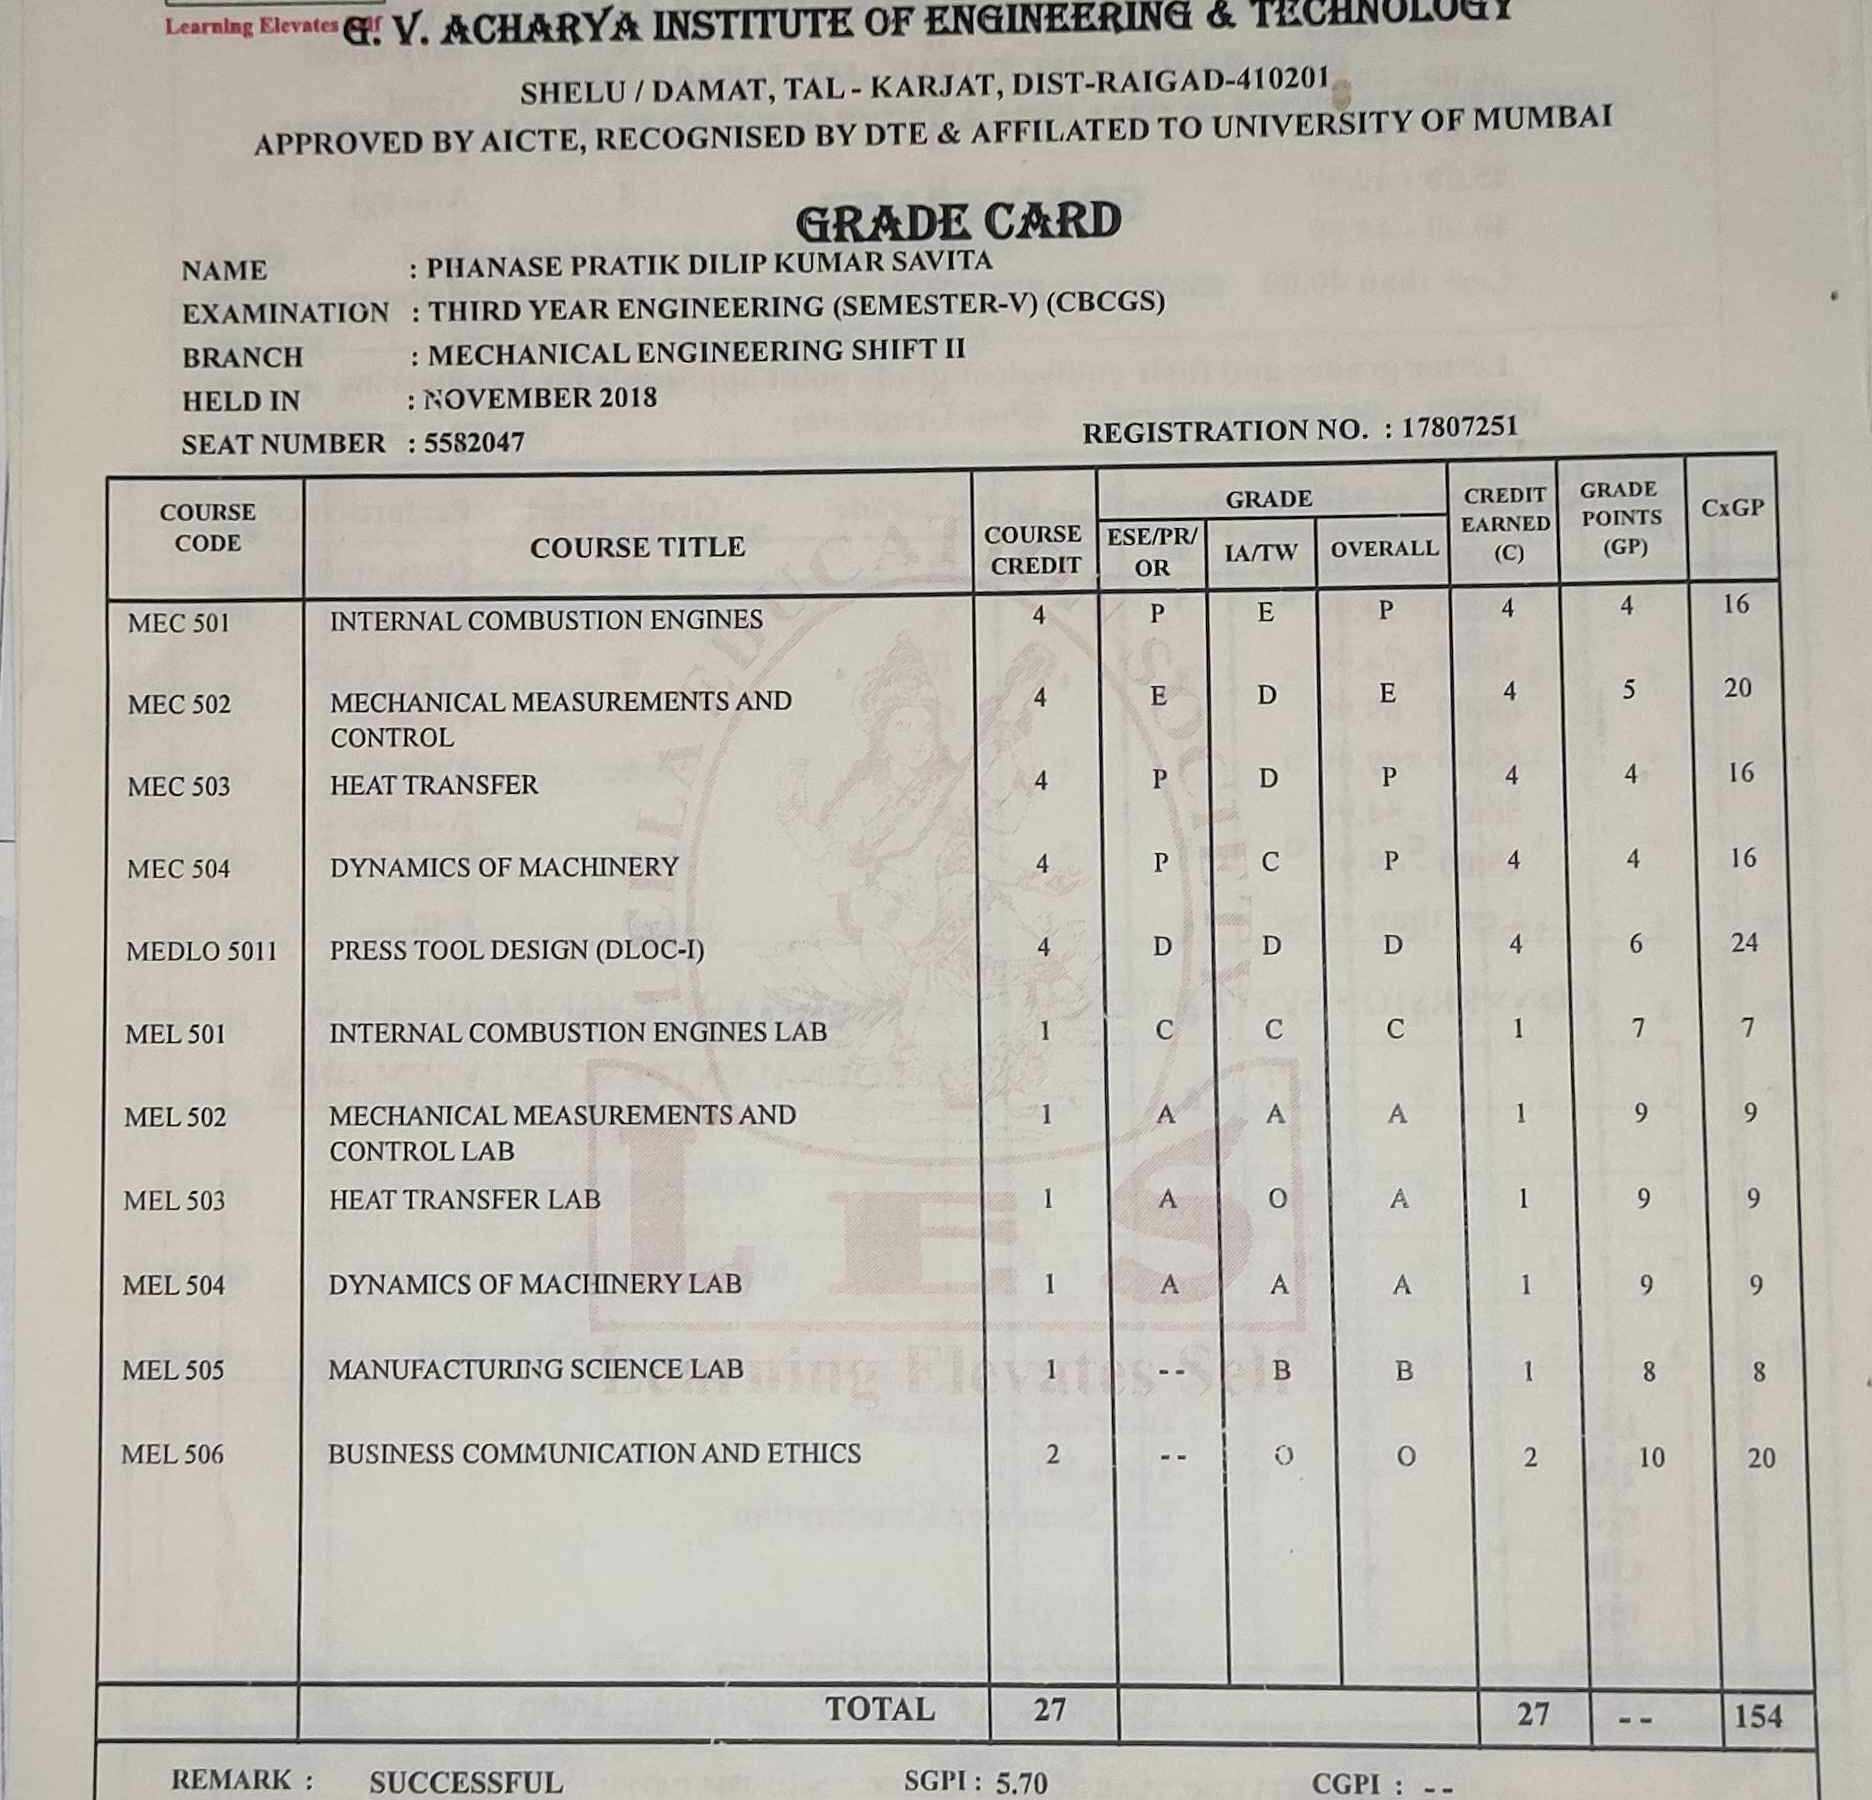 Learning Elevates Self
G. V. ACHARYA INSTITUTE OF ENGINEERING & TECHNOLOGY
SHELU / DAMAT, TAL - KARJAT, DIST-RAIGAD-410201
APPROVED BY AICTE, RECOGNISED BY DTE & AFFILATED TO UNIVERSITY OF MUMBAI
GRADE CARD
NAME : PHANASE PRATIK DILIP KUMAR SAVITA
EXAMINATION : THIRD YEAR ENGINEERING (SEMESTER-V) (CBCGS)
BRANCH : MECHANICAL ENGINEERING SHIFT II
HELD IN : NOVEMBER 2018
SEAT NUMBER : 5582047 REGISTRATION NO. : 17807251
COURSE CODE COURSE TITLE COURSE CREDIT GRADE ESE/PR/OR IA/TW OVERALL CREDIT EARNED (C) GRADE POINTS (GP) CxGP
MEC 501 INTERNAL COMBUSTION ENGINES 4 P E P 4 4 16
MEC 502 MECHANICAL MEASUREMENTS AND 4 E D E 4 5 20
CONTROL
MEC 503 HEAT TRANSFER 4 P D P 4 4 16
MEC 504 DYNAMICS OF MACHINERY 4 P C P 4 4 16
MEDLO 5011 PRESS TOOL DESIGN (DLOC-I) 4 D D D 4 6 24
MEL 501 INTERNAL COMBUSTION ENGINES LAB 1 C C C 1 7 7
MEL 502 MECHANICAL MEASUREMENTS AND 1 A A A 1 9 9
CONTROL LAB
MEL 503 HEAT TRANSFER LAB 1 A O A 1 9 9
MEL 504 DYNAMICS OF MACHINERY LAB 1 A A A 1 9 9
MEL 505 MANUFACTURING SCIENCE LAB 1 -- B B 1 8 8
MEL 506 BUSINESS COMMUNICATION AND ETHICS 2 -- O O 2 10 20
LES
Learning Elevates Self
TOTAL 27 27 -- 154
REMARK : SUCCESSFUL SGPI : 5.70 CGPI : --